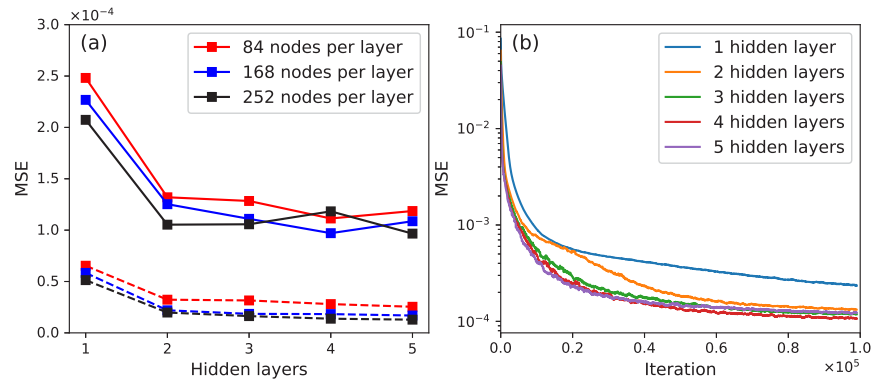 ×10⁻⁴
3.0
2.5
2.0
1.5
1.0
0.5
0.0
MSE
(a)
84 nodes per layer
168 nodes per layer
252 nodes per layer
1 2 3 4 5
Hidden layers
10⁻¹
10⁻²
10⁻³
10⁻⁴
MSE
(b)
1 hidden layer
2 hidden layers
3 hidden layers
4 hidden layers
5 hidden layers
0.0 0.2 0.4 0.6 0.8 1.0
Iteration
×10⁵